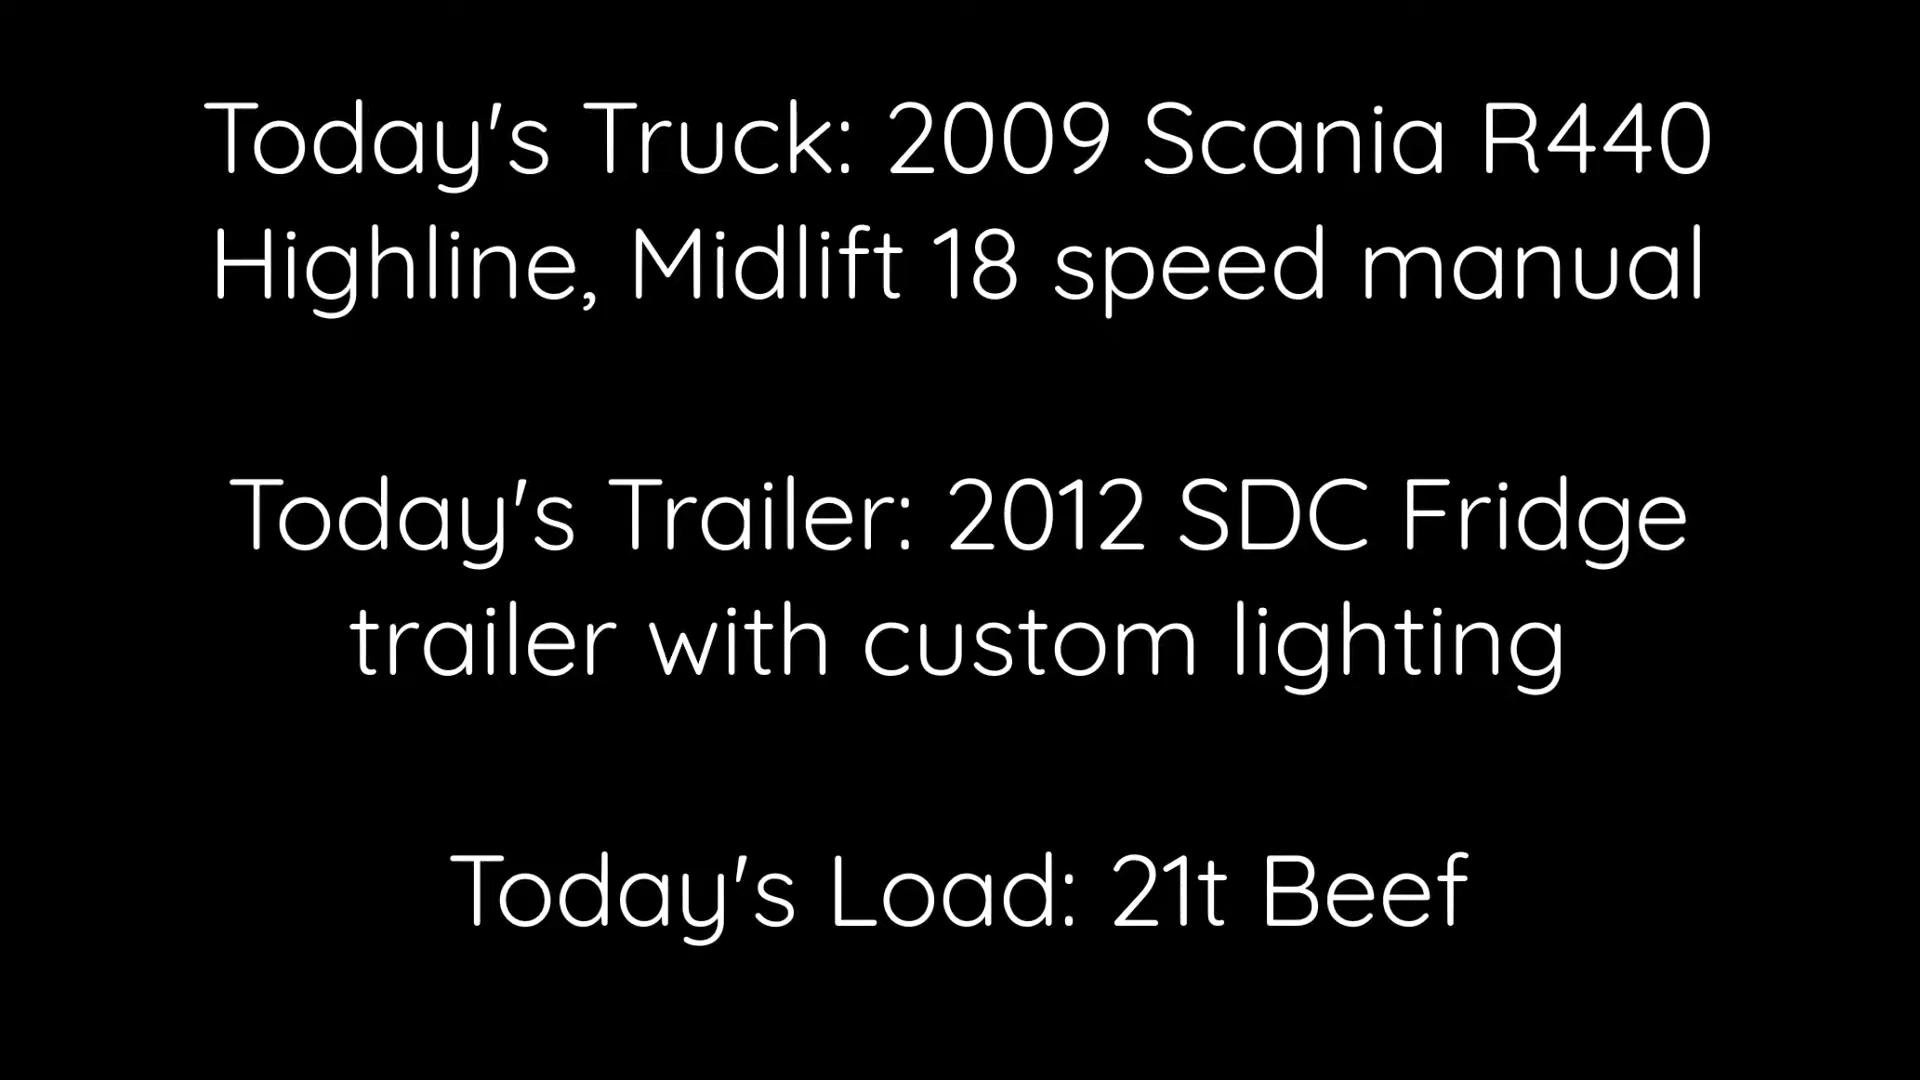 Today's Truck: 2009 Scania R440
Highline, Midlift 18 speed manual
Today's Trailer: 2012 SDC Fridge
trailer with custom lighting
Today's Load: 21t Beef